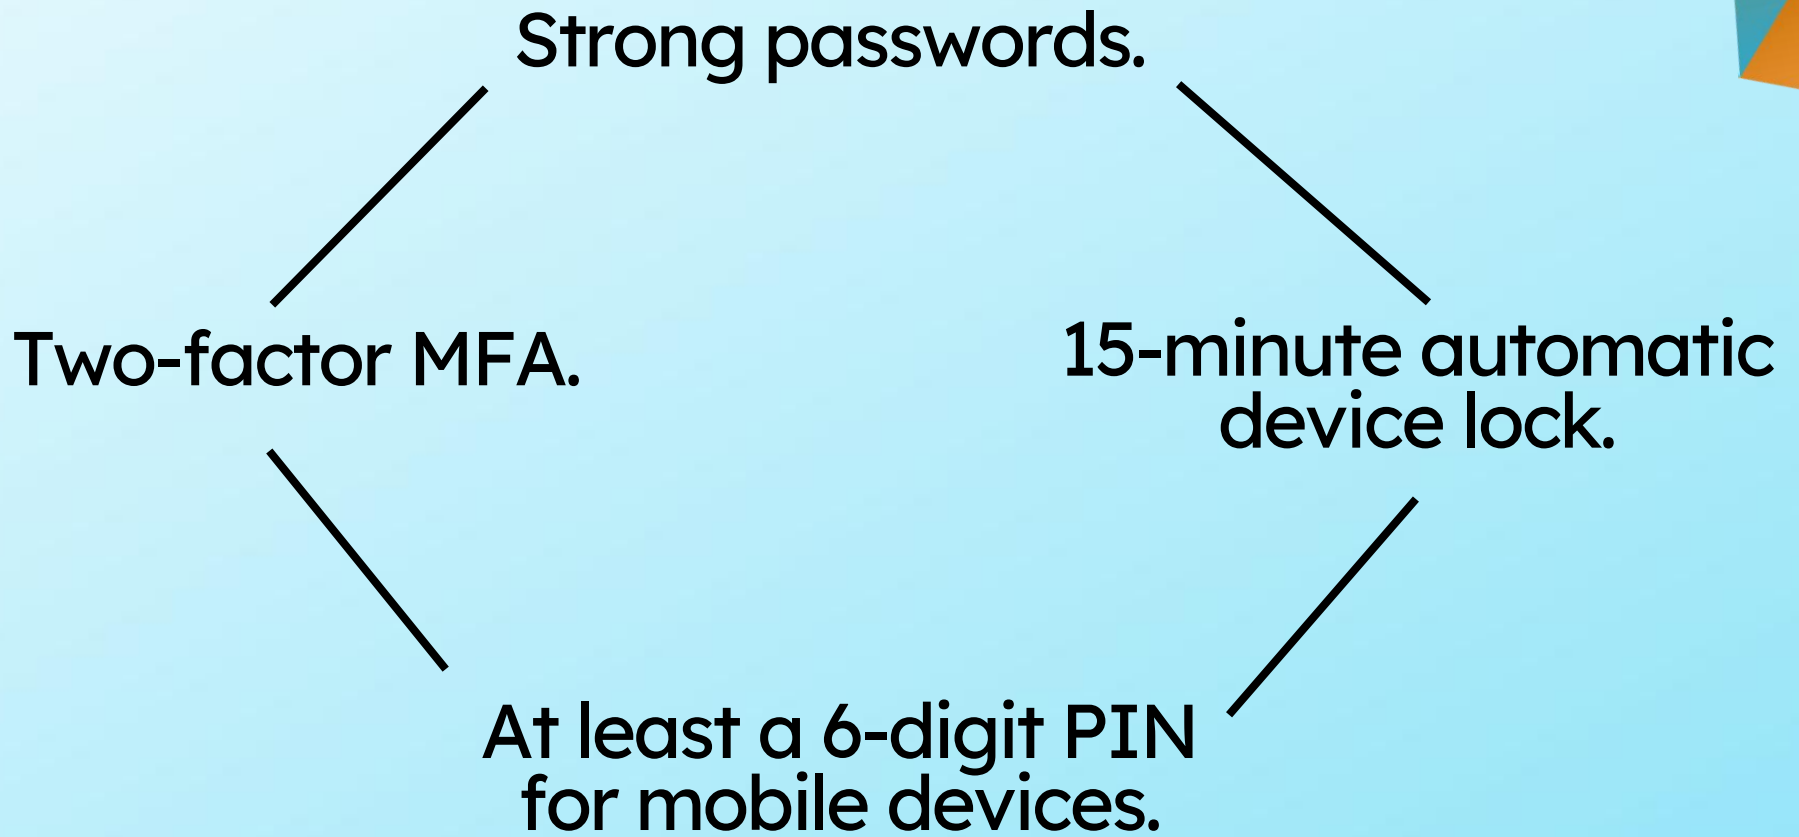 Strong passwords.
Two-factor MFA.
15-minute automatic
device lock.
At least a 6-digit PIN
for mobile devices.